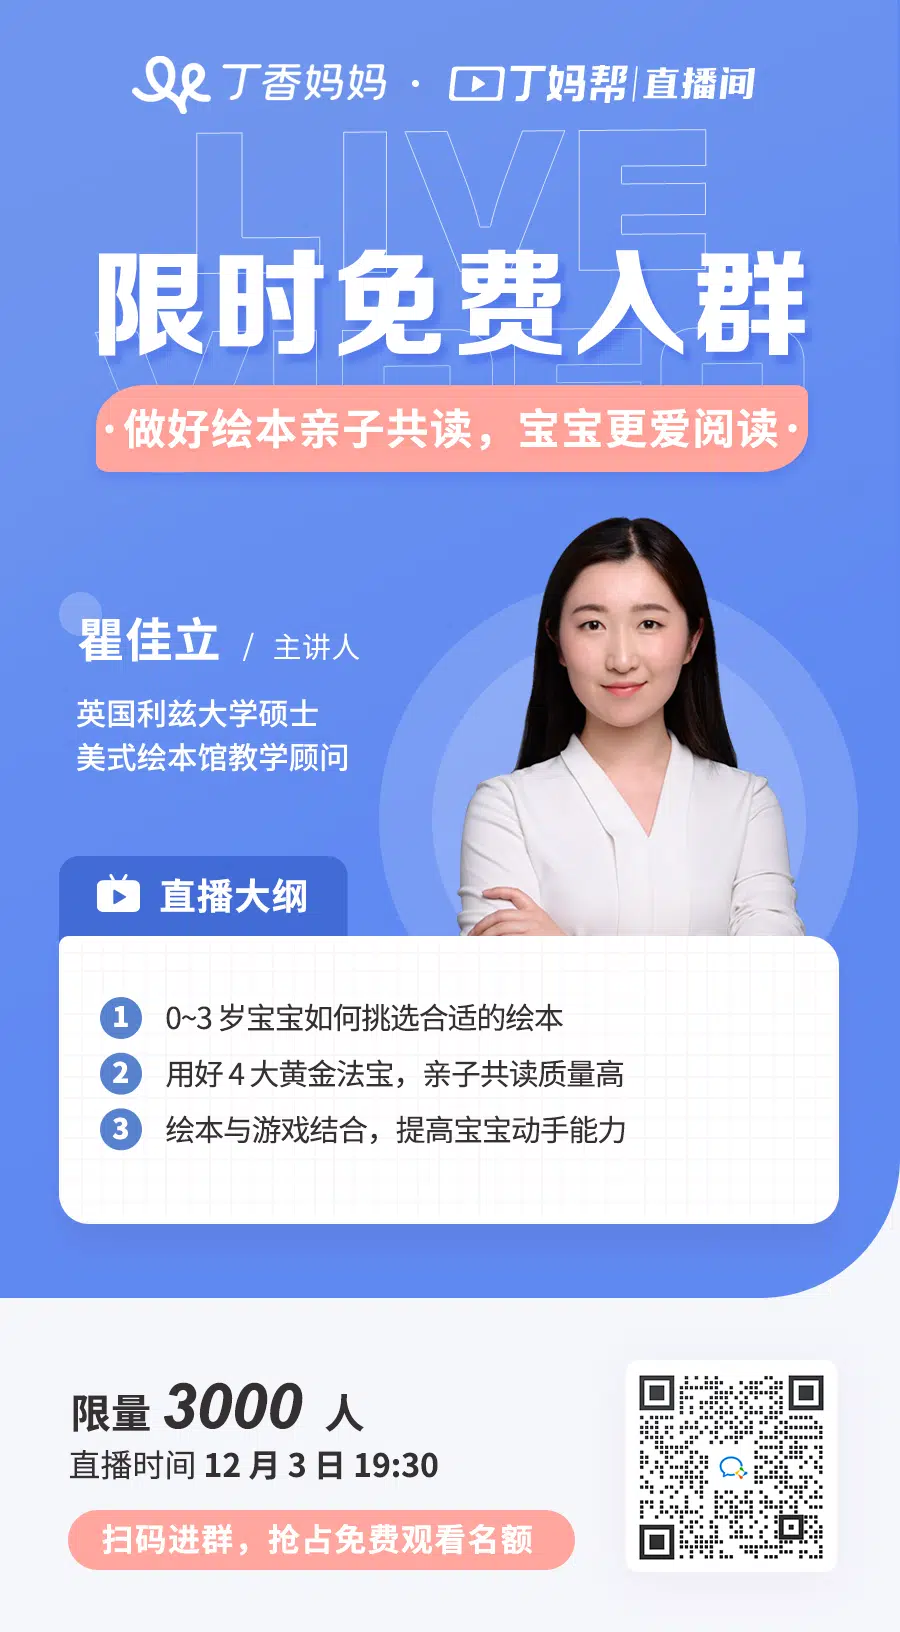 丁香妈妈 · 丁妈帮 | 直播间
LIVE
限时免费入群
VIDEO
·做好绘本亲子共读，宝宝更爱阅读·
瞿佳立 / 主讲人
英国利兹大学硕士
美式绘本馆教学顾问
直播大纲
1 0~3 岁宝宝如何挑选合适的绘本
2 用好 4 大黄金法宝，亲子共读质量高
3 绘本与游戏结合，提高宝宝动手能力
限量 3000 人
直播时间 12 月 3 日 19:30
扫码进群，抢占免费观看名额